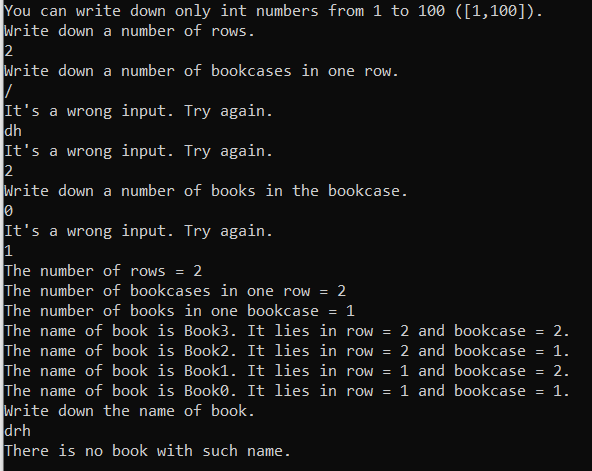 You can write down only int numbers from 1 to 100 ([1,100]).
Write down a number of rows.
2
Write down a number of bookcases in one row.
/
It's a wrong input. Try again.
dh
It's a wrong input. Try again.
2
Write down a number of books in the bookcase.
0
It's a wrong input. Try again.
1
The number of rows = 2
The number of bookcases in one row = 2
The number of books in one bookcase = 1
The name of book is Book3. It lies in row = 2 and bookcase = 2.
The name of book is Book2. It lies in row = 2 and bookcase = 1.
The name of book is Book1. It lies in row = 1 and bookcase = 2.
The name of book is Book0. It lies in row = 1 and bookcase = 1.
Write down the name of book.
drh
There is no book with such name.